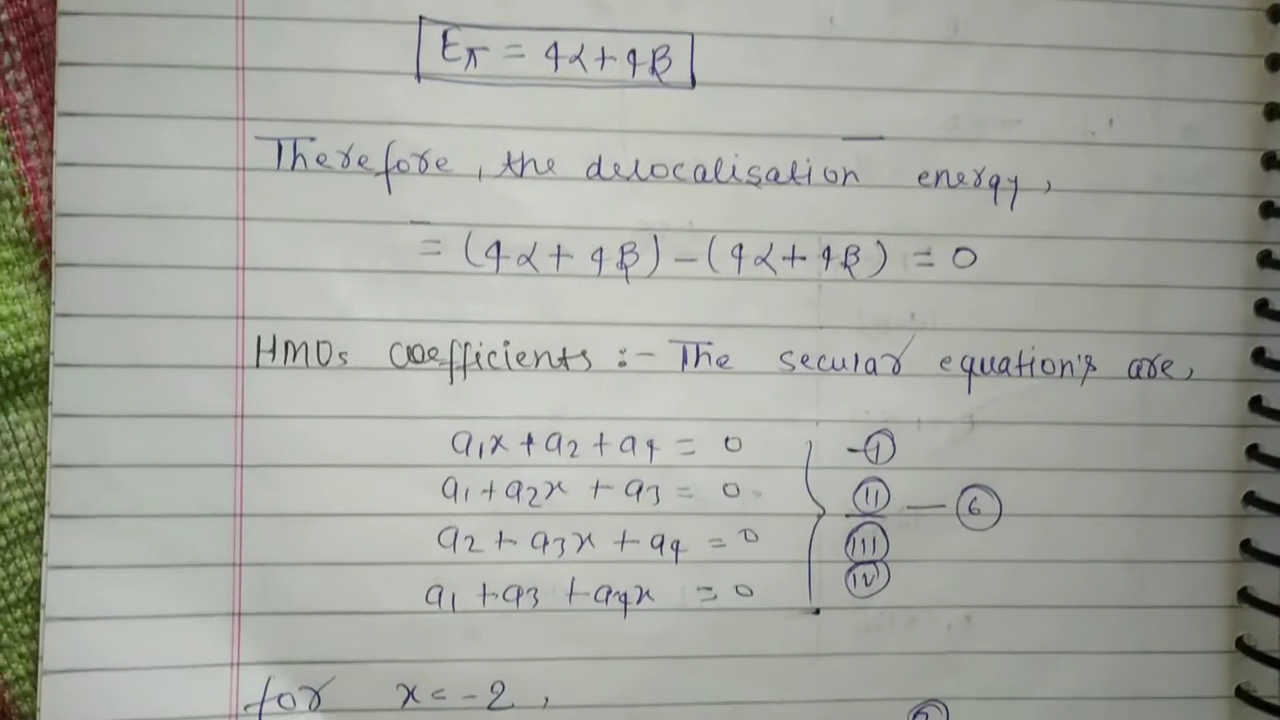 Eπ = 4α + 4β
Therefore, the delocalisation energy,
= (4α + 4β) - (4α + 4β) = 0
HMOs coefficients :- The secular equation's are,
a₁x + a₂ + a₄ = 0 -Ⓘ
a₁ + a₂x + a₃ = 0 ⑪ — ⑥
a₂ + a₃x + a₄ = 0 (III)
a₁ + a₃ + a₄x = 0 (IV)
for x = -2,